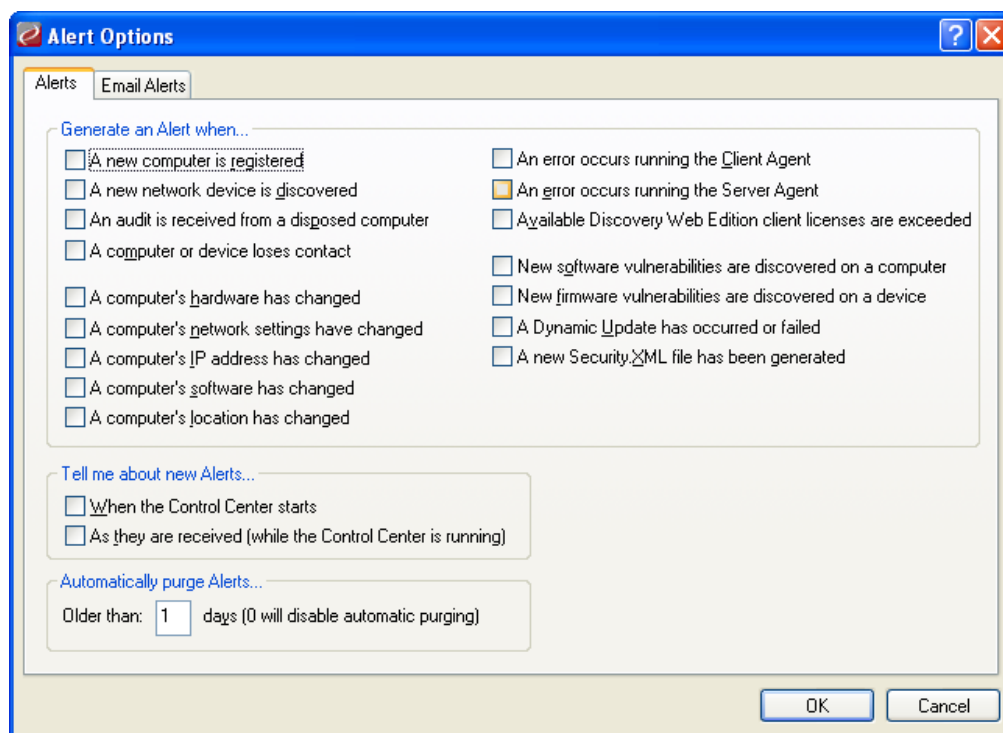 Alert Options
Alerts
Email Alerts
Generate an Alert when...
A new computer is registered
A new network device is discovered
An audit is received from a disposed computer
A computer or device loses contact
A computer's hardware has changed
A computer's network settings have changed
A computer's IP address has changed
A computer's software has changed
A computer's location has changed
An error occurs running the Client Agent
An error occurs running the Server Agent
Available Discovery Web Edition client licenses are exceeded
New software vulnerabilities are discovered on a computer
New firmware vulnerabilities are discovered on a device
A Dynamic Update has occurred or failed
A new Security.XML file has been generated
Tell me about new Alerts...
When the Control Center starts
As they are received (while the Control Center is running)
Automatically purge Alerts...
Older than: 1 days (0 will disable automatic purging)
OK
Cancel